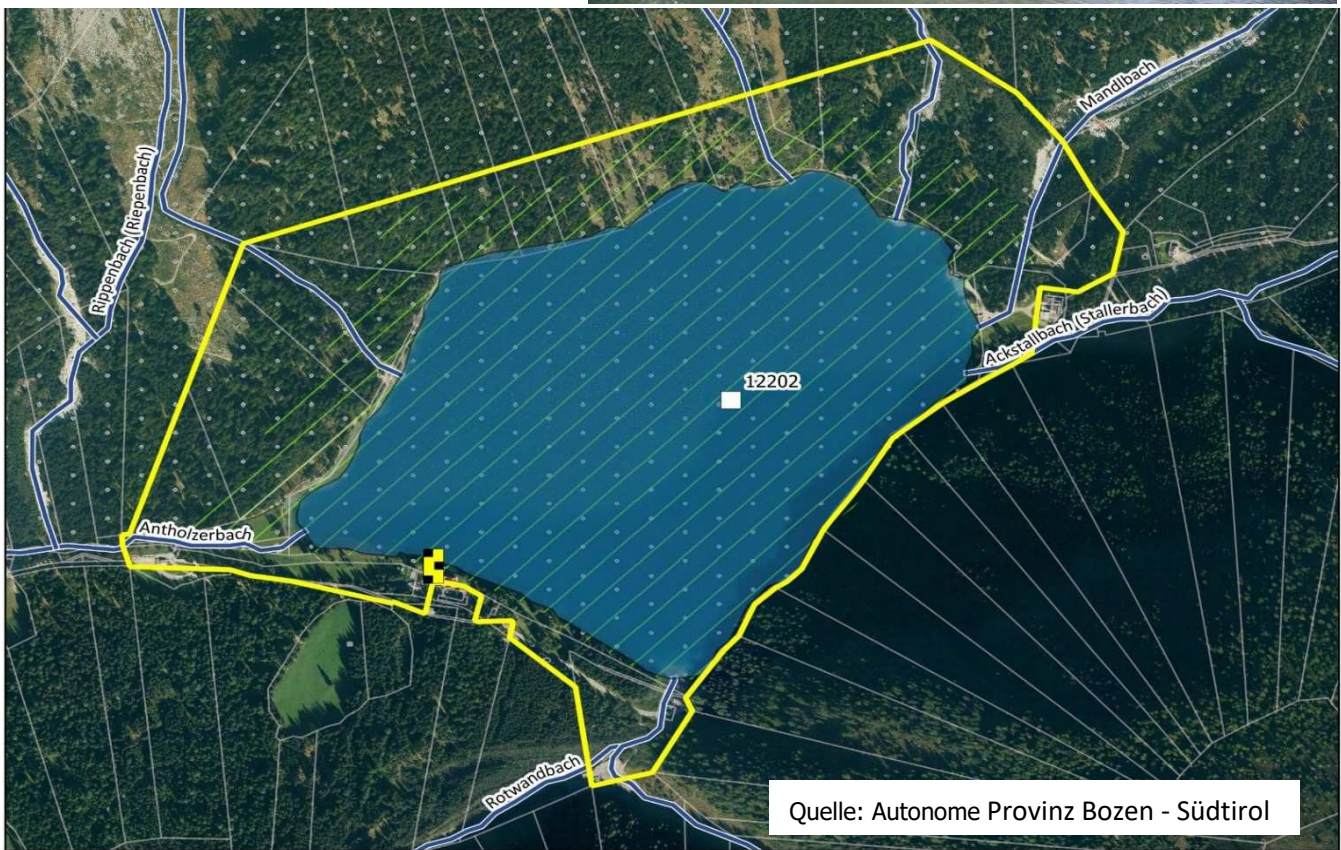 Mandlbach
Rippenbach (Riepenbach)
Ackstallbach (Stallerbach)
12202
Antholzerbach
Rotwandbach
Quelle: Autonome Provinz Bozen - Südtirol